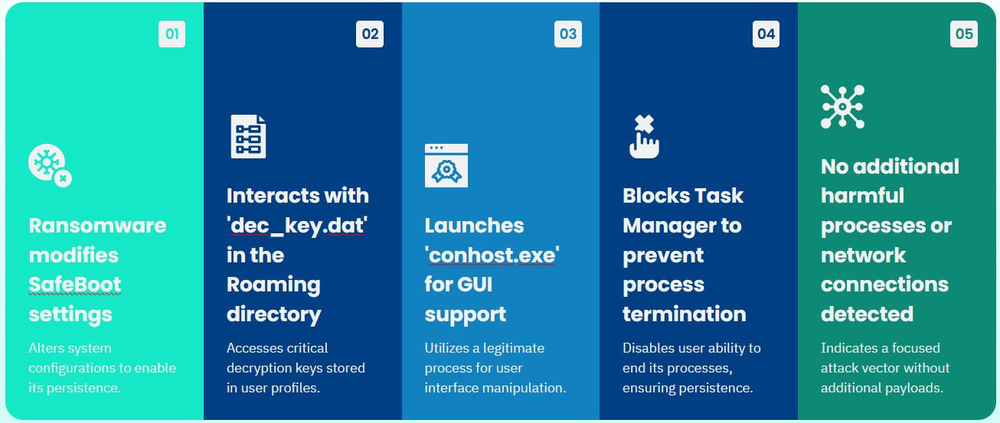 01
Ransomware
modifies
SafeBoot
settings
Alters system
configurations to enable
its persistence.
02
Interacts with
'dec_key.dat'
in the
Roaming
directory
Accesses critical
decryption keys stored
in user profiles.
03
Launches
'conhost.exe'
for GUI
support
Utilizes a legitimate
process for user
interface manipulation.
04
Blocks Task
Manager to
prevent
process
termination
Disables user ability to
end its processes,
ensuring persistence.
05
No additional
harmful
processes or
network
connections
detected
Indicates a focused
attack vector without
additional payloads.